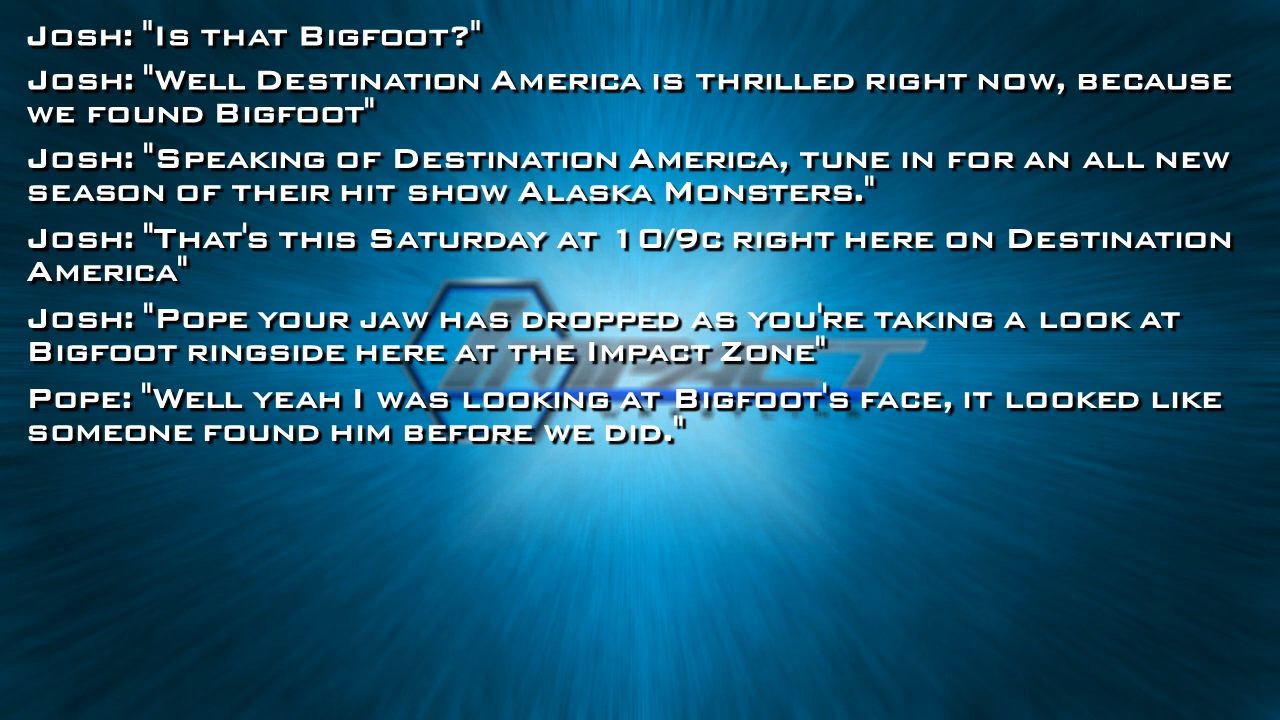 Josh: "Is that Bigfoot?"
Josh: "Well Destination America is thrilled right now, because
we found Bigfoot"
Josh: "Speaking of Destination America, tune in for an all new
season of their hit show Alaska Monsters."
Josh: "That's this Saturday at 10/9c right here on Destination
America"
Josh: "Pope your jaw has dropped as you're taking a look at
Bigfoot ringside here at the Impact Zone"
Pope: "Well yeah I was looking at Bigfoot's face, it looked like
someone found him before we did."
Impact